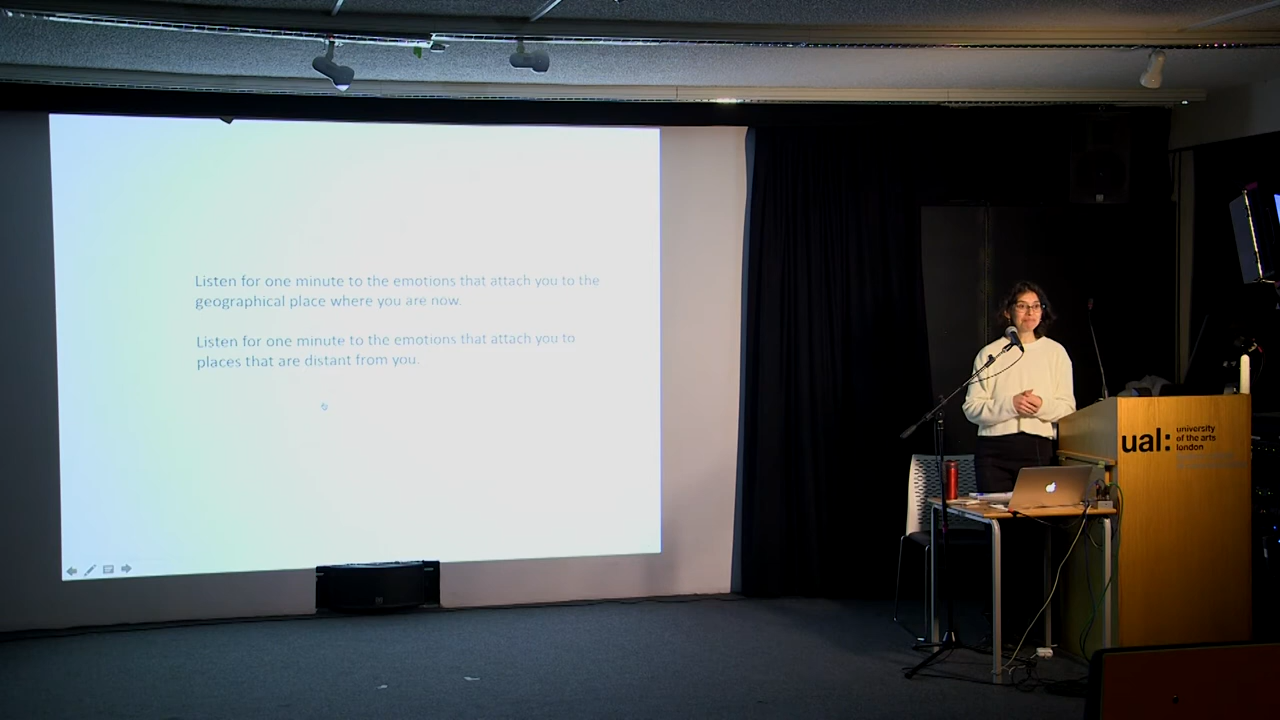 Listen for one minute to the emotions that attach you to the
geographical place where you are now.
Listen for one minute to the emotions that attach you to
places that are distant from you.
ual:
university
of the arts
london